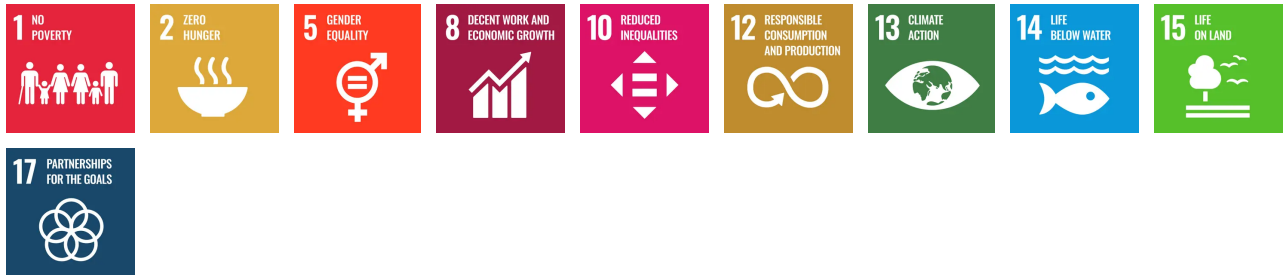 1 NO
POVERTY
2 ZERO
HUNGER
5 GENDER
EQUALITY
8 DECENT WORK AND
ECONOMIC GROWTH
10 REDUCED
INEQUALITIES
12 RESPONSIBLE
CONSUMPTION
AND PRODUCTION
13 CLIMATE
ACTION
14 LIFE
BELOW WATER
15 LIFE
ON LAND
17 PARTNERSHIPS
FOR THE GOALS